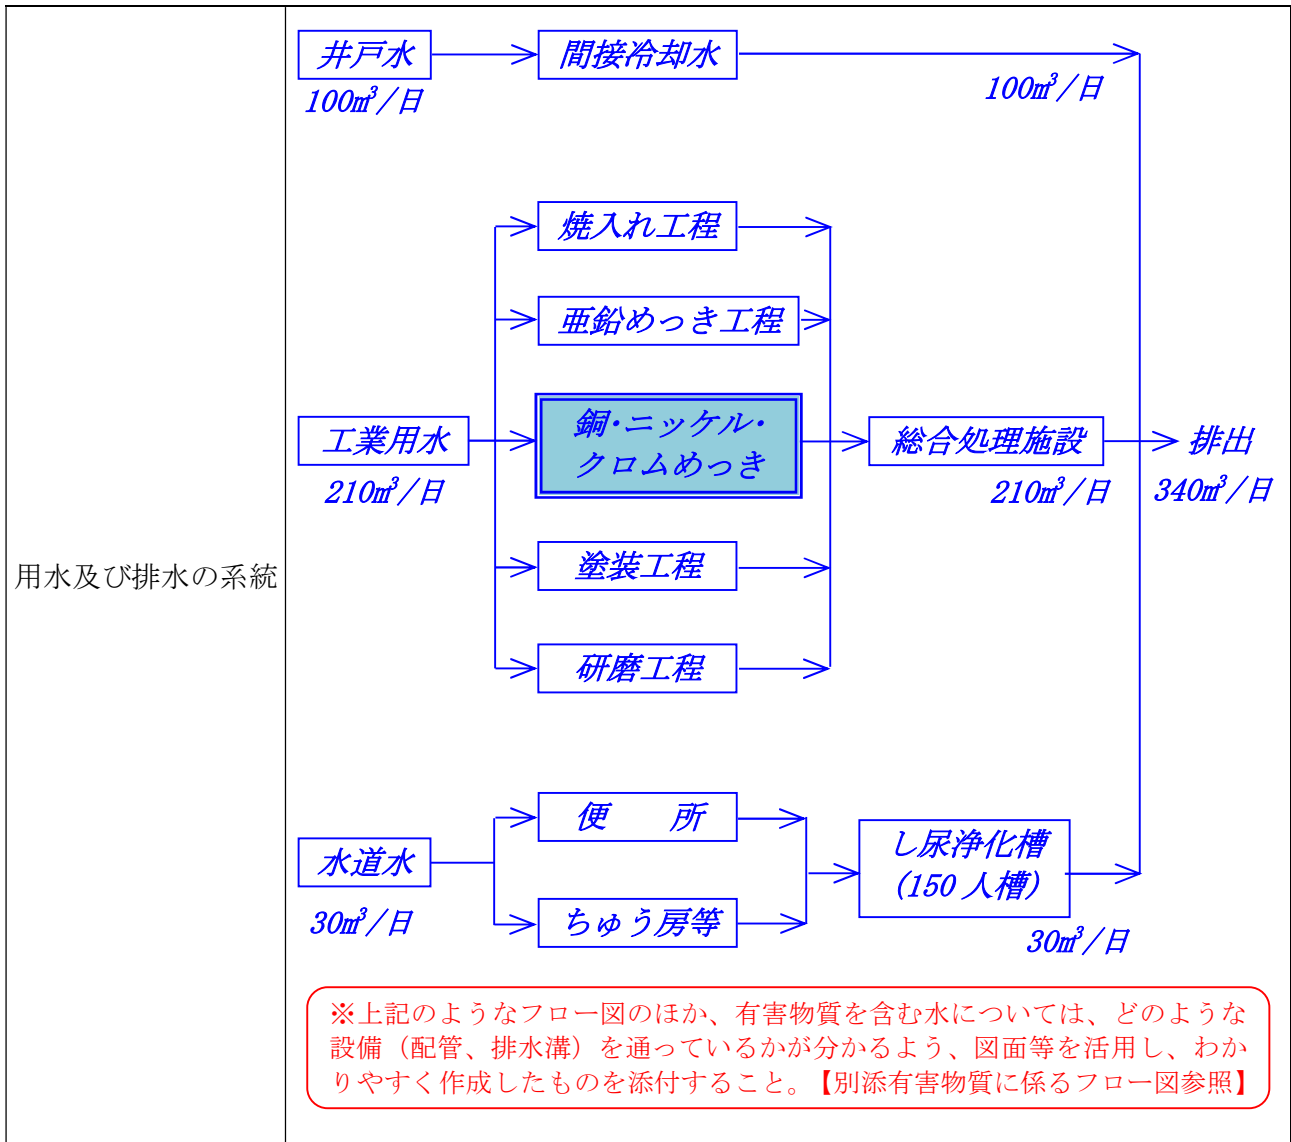 用水及び排水の系統
井戸水
100㎥/日
間接冷却水
100㎥/日
焼入れ工程
亜鉛めっき工程
工業用水
210㎥/日
銅・ニッケル・
クロムめっき
総合処理施設
210㎥/日
排出
340㎥/日
塗装工程
研磨工程
水道水
30㎥/日
便　所
ちゅう房等
し尿浄化槽
(150人槽)
30㎥/日
※上記のようなフロー図のほか、有害物質を含む水については、どのような
設備（配管、排水溝）を通っているかが分かるよう、図面等を活用し、わか
りやすく作成したものを添付すること。【別添有害物質に係るフロー図参照】